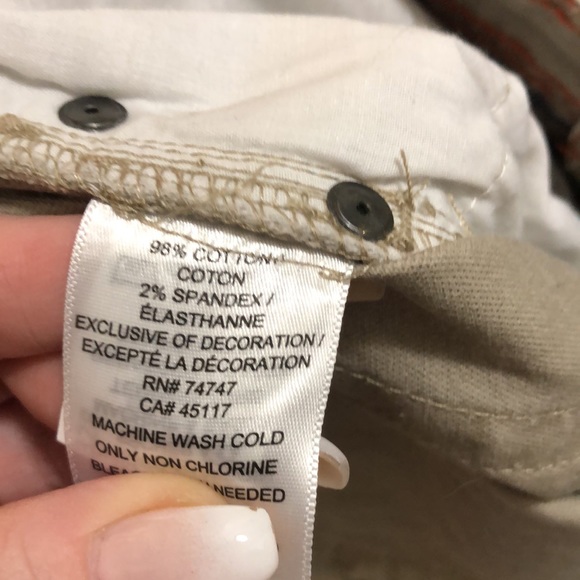 98% COTTON /
COTON
2% SPANDEX /
ÉLASTHANNE
EXCLUSIVE OF DECORATION /
EXCEPTÉ LA DÉCORATION
RN# 74747
CA# 45117
MACHINE WASH COLD
ONLY NON CHLORINE
NEEDED